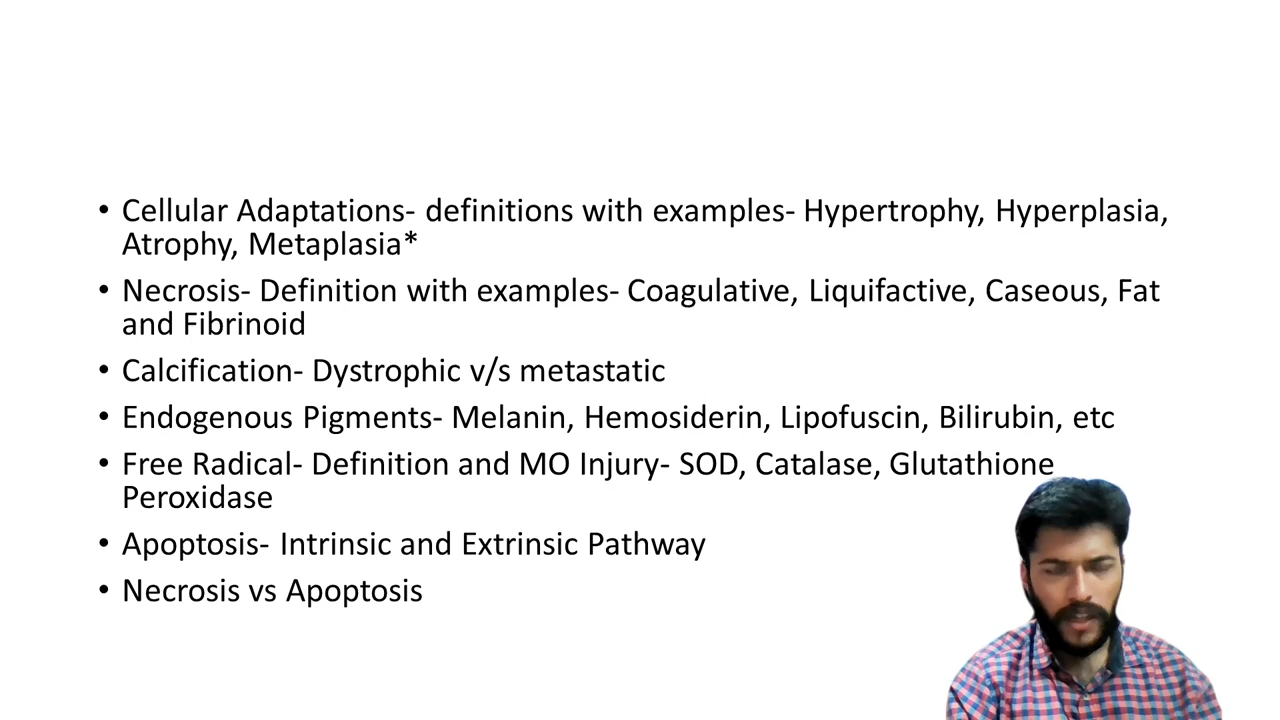 • Cellular Adaptations- definitions with examples- Hypertrophy, Hyperplasia,
Atrophy, Metaplasia*
• Necrosis- Definition with examples- Coagulative, Liquifactive, Caseous, Fat
and Fibrinoid
• Calcification- Dystrophic v/s metastatic
• Endogenous Pigments- Melanin, Hemosiderin, Lipofuscin, Bilirubin, etc
• Free Radical- Definition and MO Injury- SOD, Catalase, Glutathione
Peroxidase
• Apoptosis- Intrinsic and Extrinsic Pathway
• Necrosis vs Apoptosis